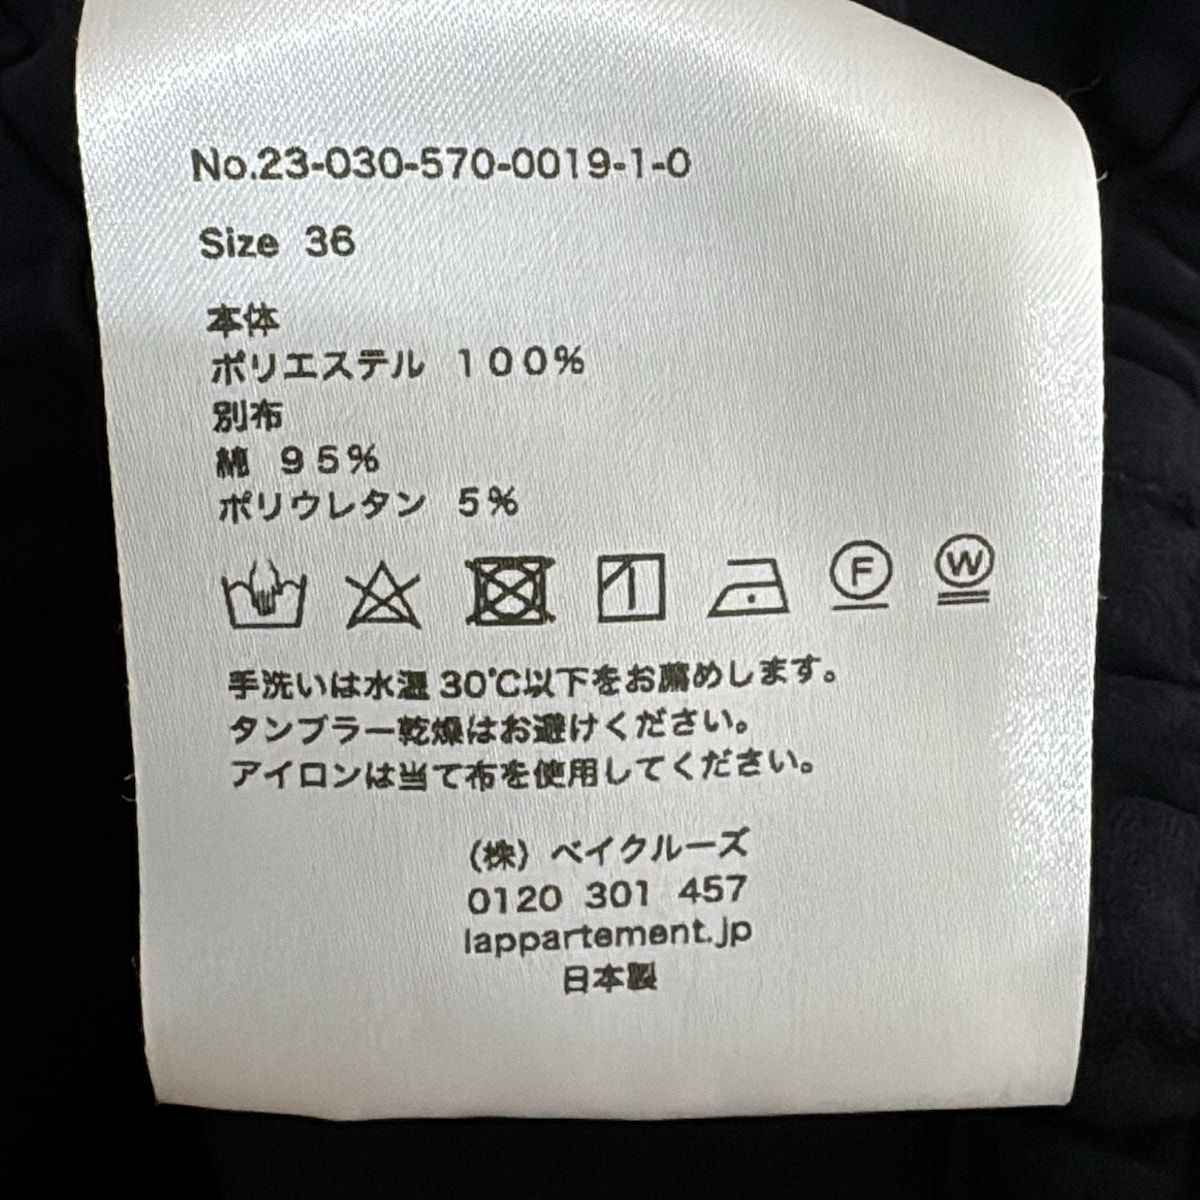 No.23-030-570-0019-1-0
Size 36
本体
ポリエステル 100%
別布
綿 95%
ポリウレタン 5%
F W
手洗いは水温30℃以下をお薦めします。
タンブラー乾燥はお避けください。
アイロンは当て布を使用してください。
(株) ベイクルーズ
0120 301 457
lappartement.jp
日本製